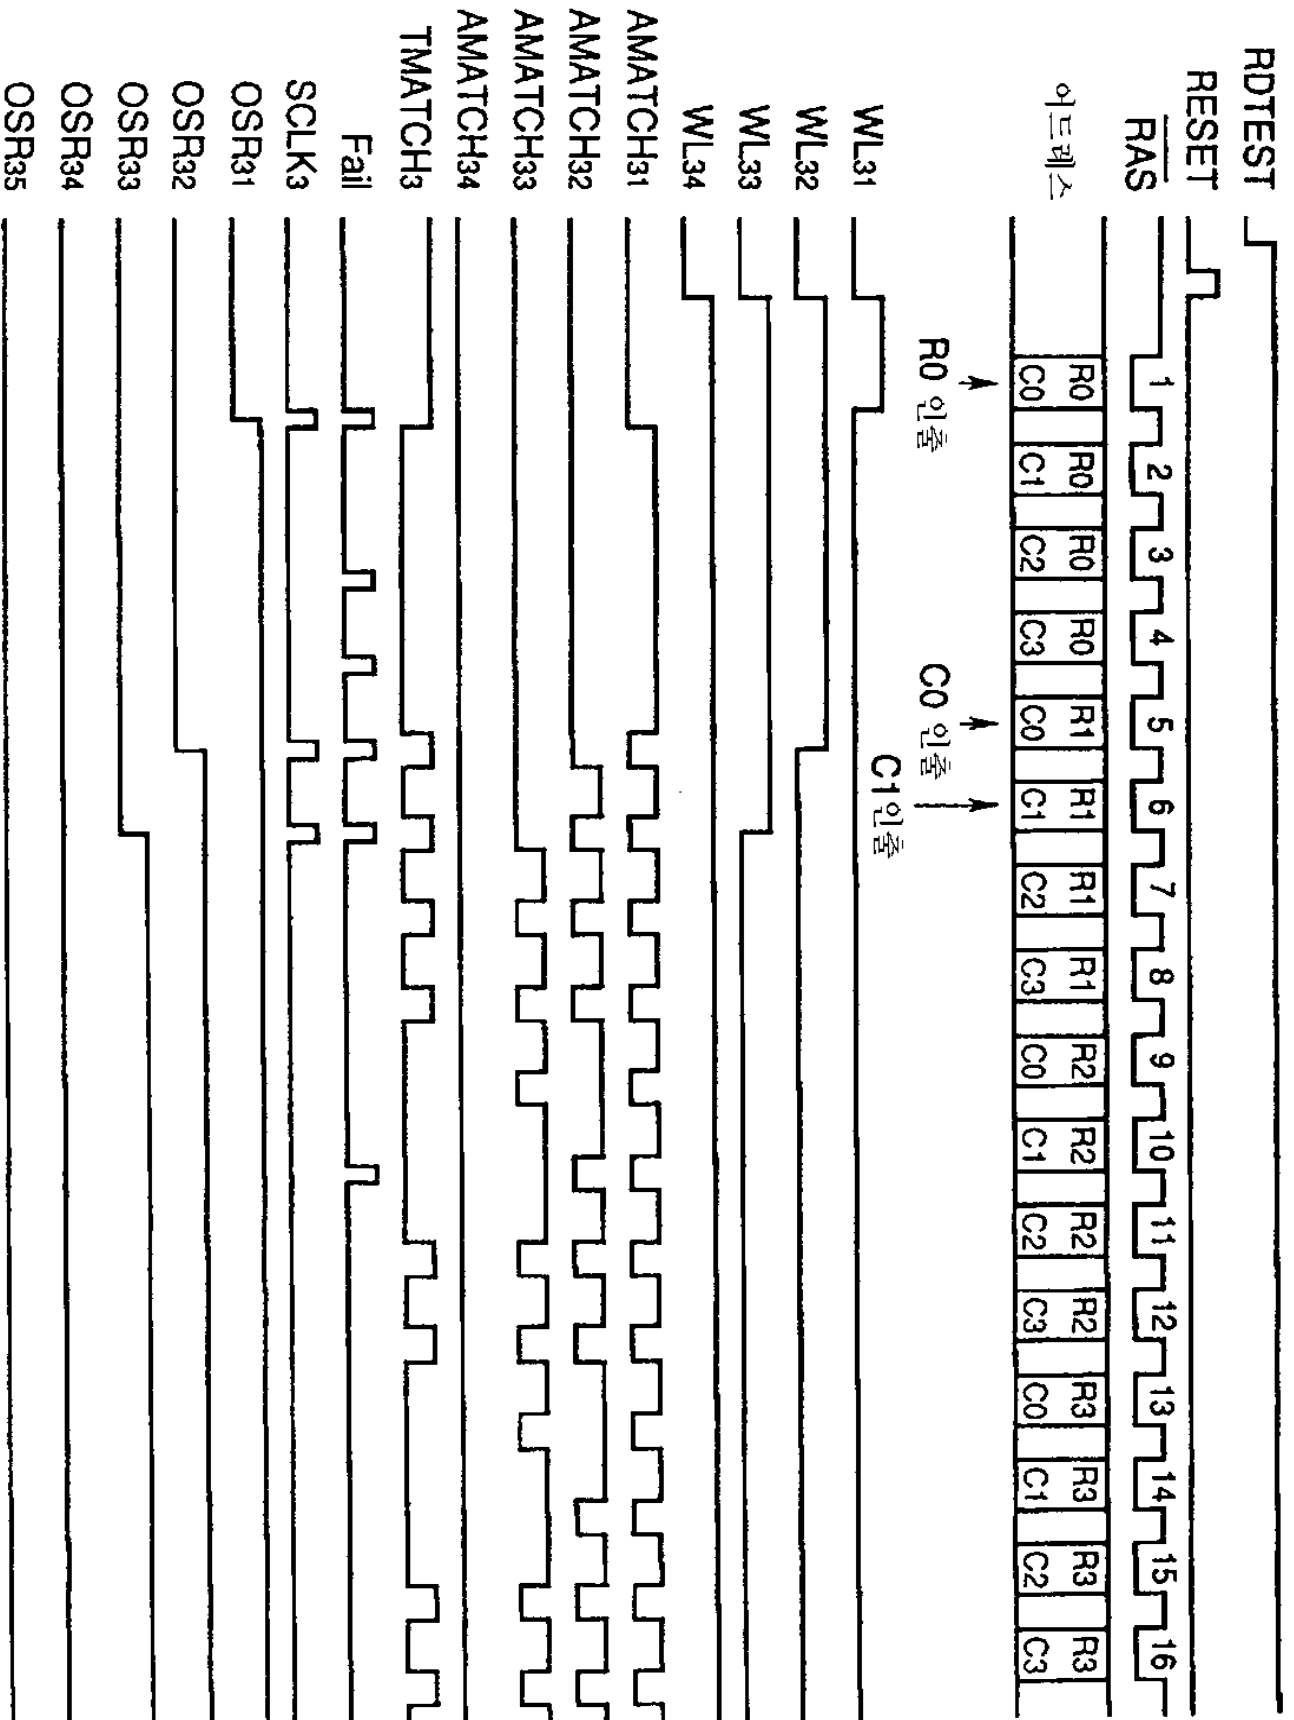 RDTEST
RESET
RAS
1 2 3 4 5 6 7 8 9 10 11 12 13 14 15 16
어드레스
R0 R0 R0 R0 R1 R1 R1 R1 R2 R2 R2 R2 R3 R3 R3 R3
C0 C1 C2 C3 C0 C1 C2 C3 C0 C1 C2 C3 C0 C1 C2 C3
R0 인출
C0 인출
C1인출
WL31
WL32
WL33
WL34
AMATCH31
AMATCH32
AMATCH33
AMATCH34
TMATCH3
Fail
SCLK3
OSR31
OSR32
OSR33
OSR34
OSR35